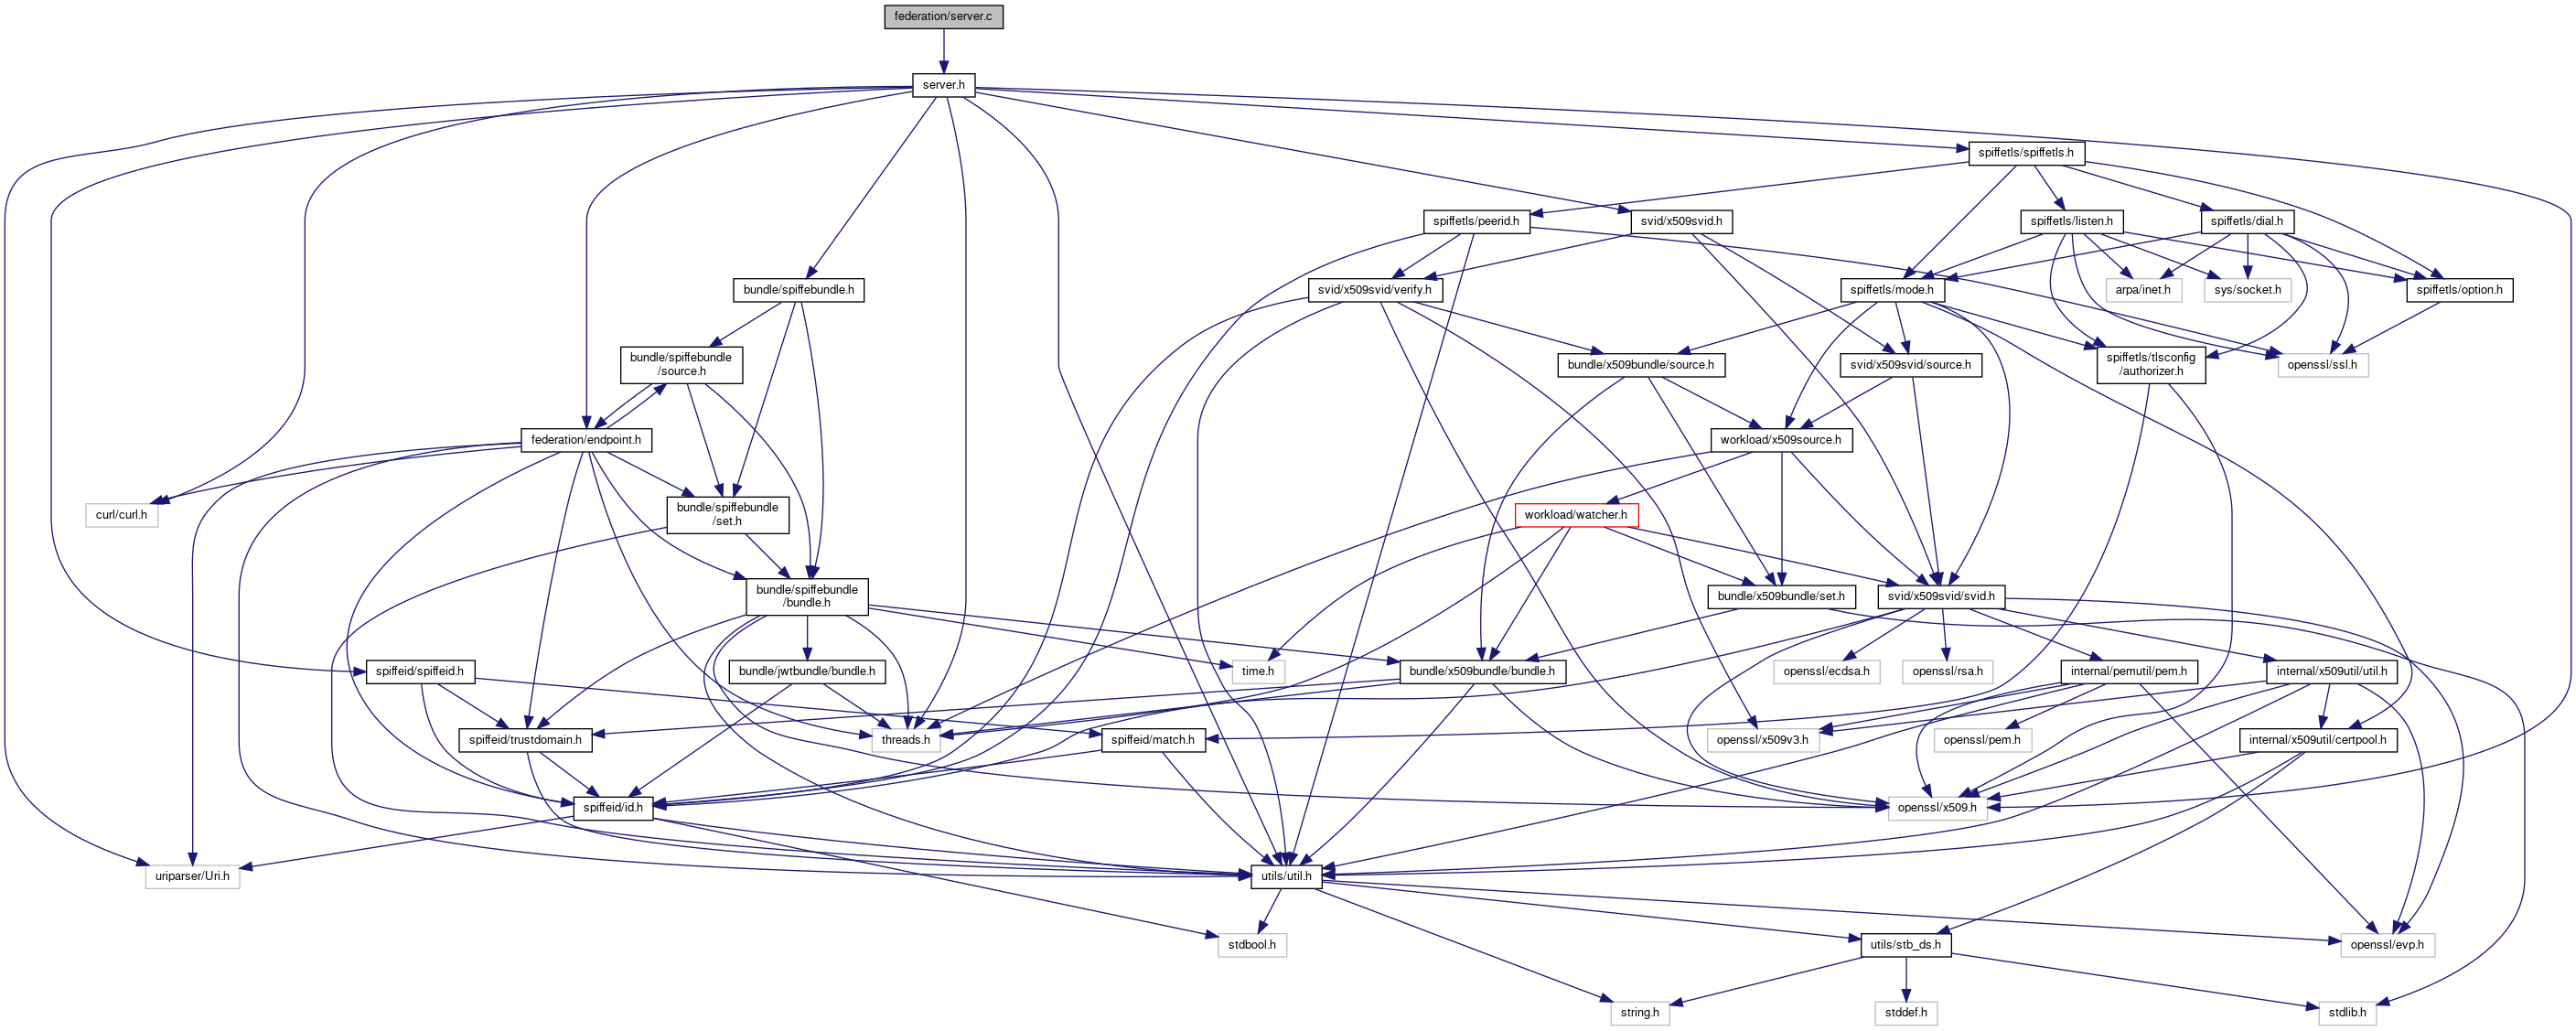 federation/server.c
server.h
spiffetls/spiffetls.h
spiffetls/peerid.h
svid/x509svid.h
spiffetls/listen.h
spiffetls/dial.h
bundle/spiffebundle.h
svid/x509svid/verify.h
spiffetls/mode.h
arpa/inet.h
sys/socket.h
spiffetls/option.h
bundle/spiffebundle
/source.h
bundle/x509bundle/source.h
svid/x509svid/source.h
spiffetls/tlsconfig
/authorizer.h
openssl/ssl.h
federation/endpoint.h
workload/x509source.h
curl/curl.h
bundle/spiffebundle
/set.h
workload/watcher.h
bundle/spiffebundle
/bundle.h
bundle/x509bundle/set.h
svid/x509svid/svid.h
spiffeid/spiffeid.h
bundle/jwtbundle/bundle.h
time.h
bundle/x509bundle/bundle.h
openssl/ecdsa.h
openssl/rsa.h
internal/pemutil/pem.h
internal/x509util/util.h
spiffeid/trustdomain.h
threads.h
spiffeid/match.h
openssl/x509v3.h
openssl/pem.h
internal/x509util/certpool.h
spiffeid/id.h
openssl/x509.h
uriparser/Uri.h
utils/util.h
stdbool.h
utils/stb_ds.h
openssl/evp.h
string.h
stddef.h
stdlib.h